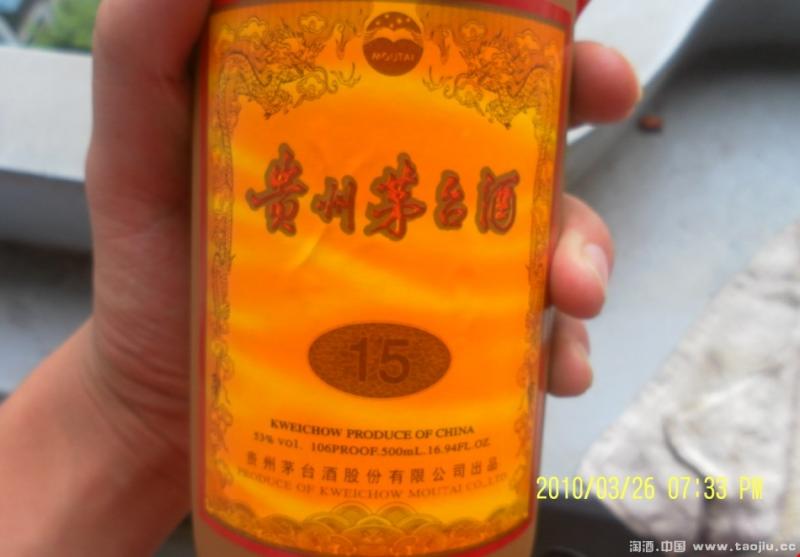 MOUTAI
贵州茅台酒
15
KWEICHOW PRODUCE OF CHINA
53% vol. 106PROOF.500mL.16.94FL.OZ.
贵州茅台酒股份有限公司出品
PRODUCE OF KWEICHOW MOUTAI CO.,LTD
2010/03/26 07:33 PM
淘酒.中国 www.taojiu.cc